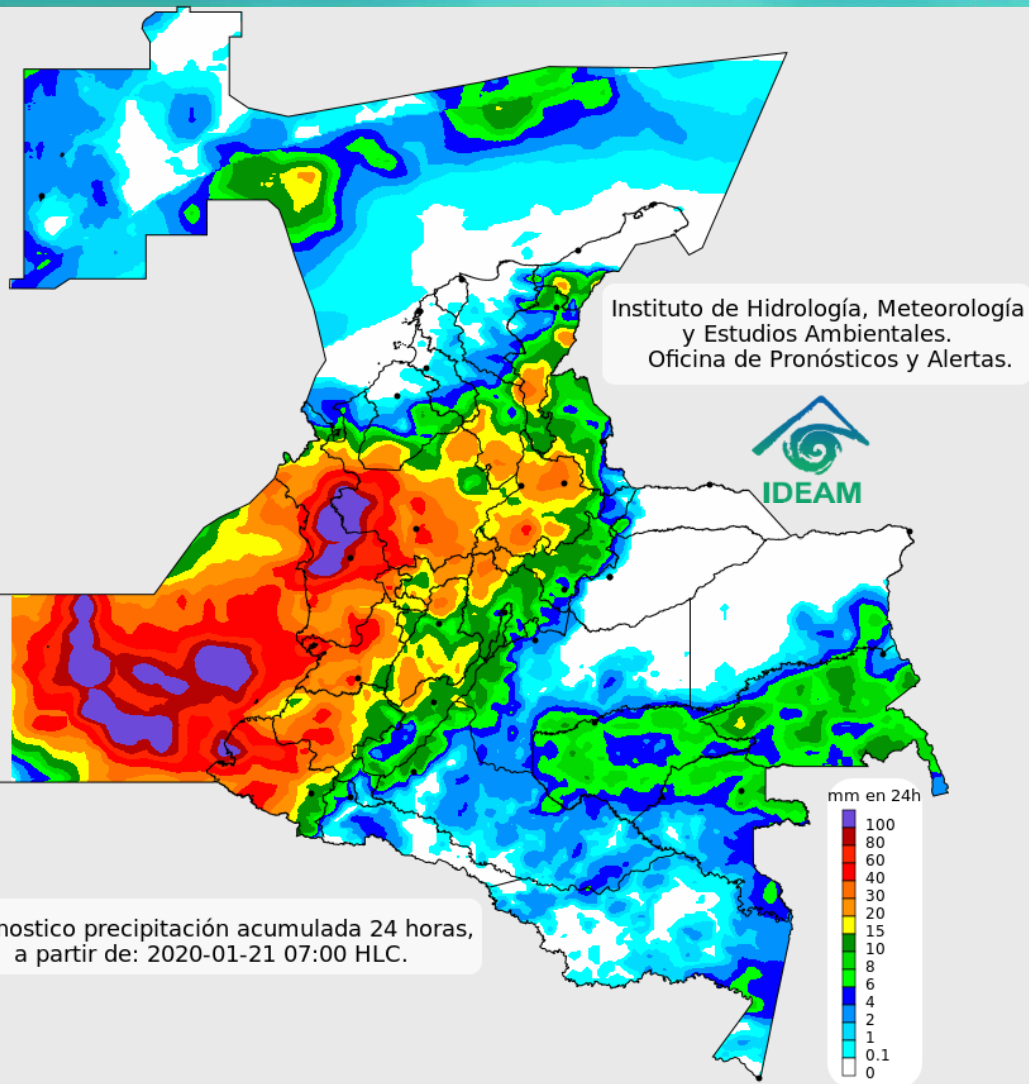 Instituto de Hidrología, Meteorología
y Estudios Ambientales.
Oficina de Pronósticos y Alertas.
IDEAM
mm en 24h
100
80
60
40
30
20
15
10
8
6
4
2
1
0.1
0
nostico precipitación acumulada 24 horas,
a partir de: 2020-01-21 07:00 HLC.